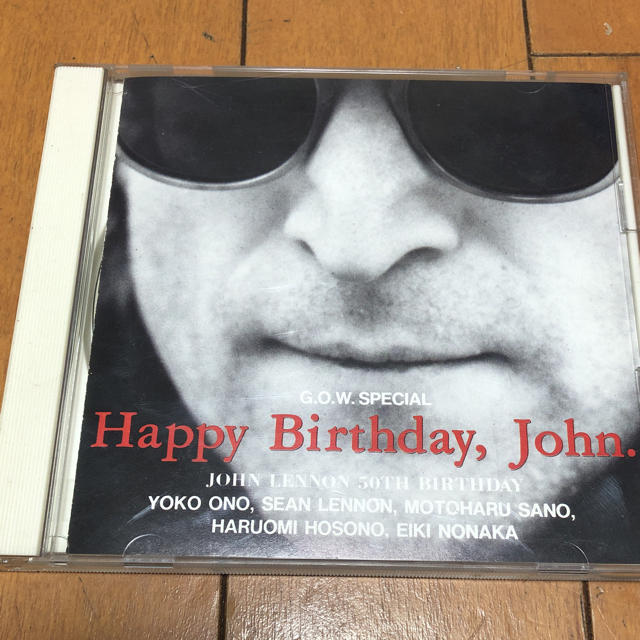 G.O.W. SPECIAL
Happy Birthday, John.
JOHN LENNON 50TH BIRTHDAY
YOKO ONO, SEAN LENNON, MOTOHARU SANO,
HARUOMI HOSONO, EIKI NONAKA